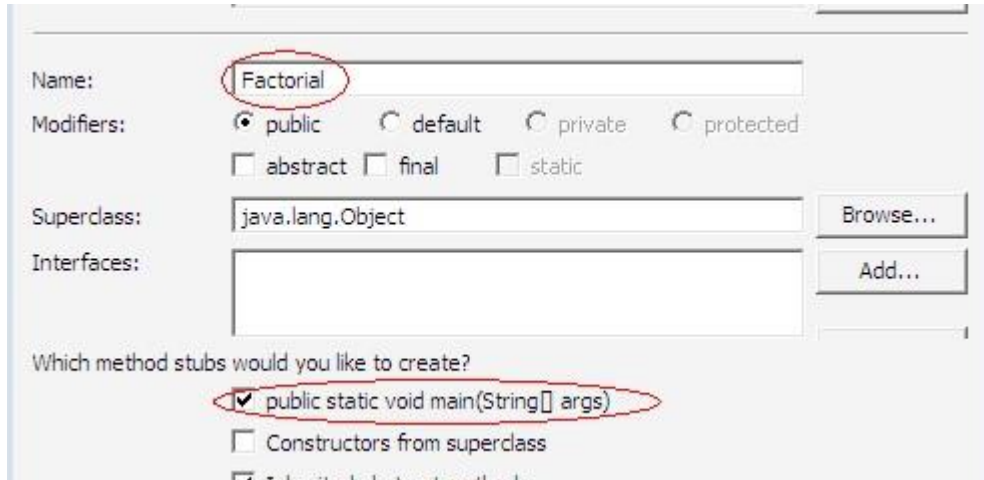 Name: Factorial
Modifiers: public default private protected
abstract final static
Superclass: java.lang.Object Browse...
Interfaces: Add...
Which method stubs would you like to create?
public static void main(String[] args)
Constructors from superclass